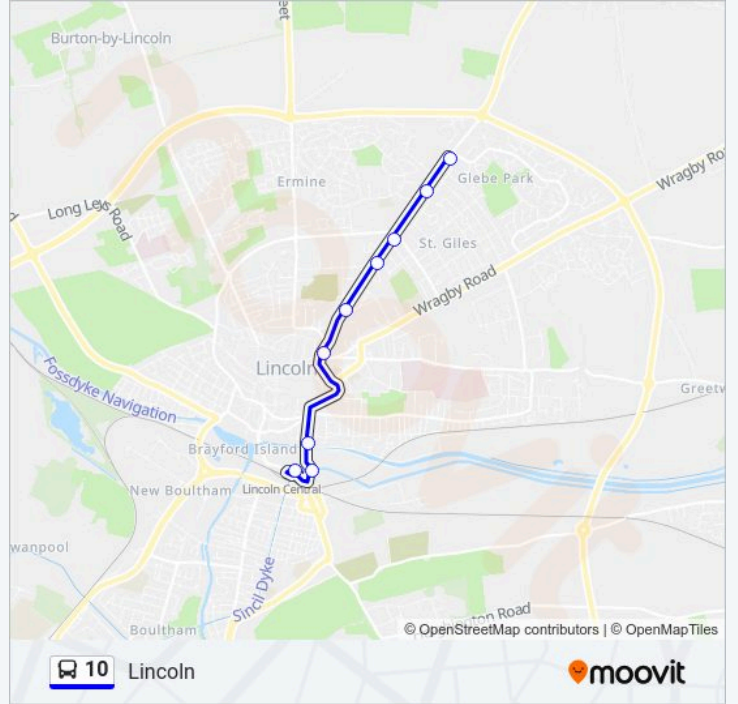 eet
Burton-by-Lincoln
Ermine
Glebe Park
Wragby Ro
Long Leys Road
St. Giles
Wragby Road
Lincoln
Fossdyke Navigation
Greetw
Brayford Island
New Boultham
Lincoln Central
wanpool
Sincil Dyke
Boultham
ton Road
© OpenStreetMap contributors | © OpenMapTiles
10 Lincoln
moovit